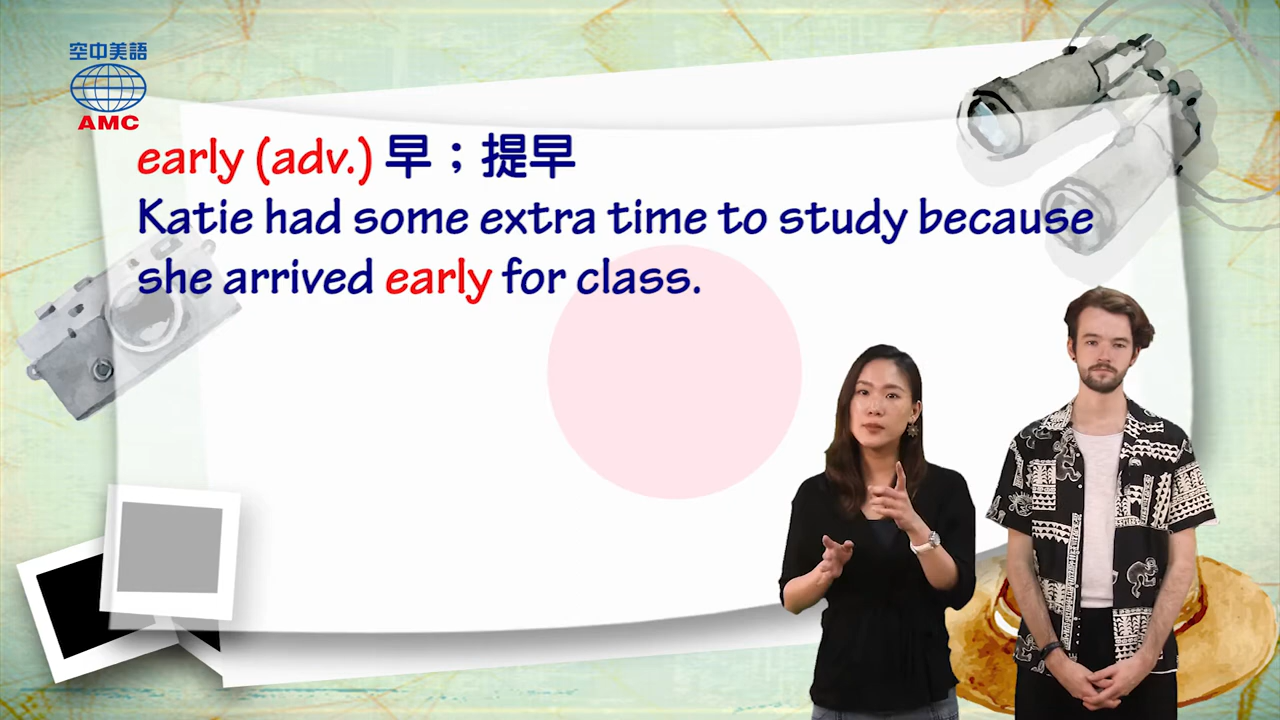 空中美語
AMC
early (adv.) 早；提早
Katie had some extra time to study because
she arrived early for class.